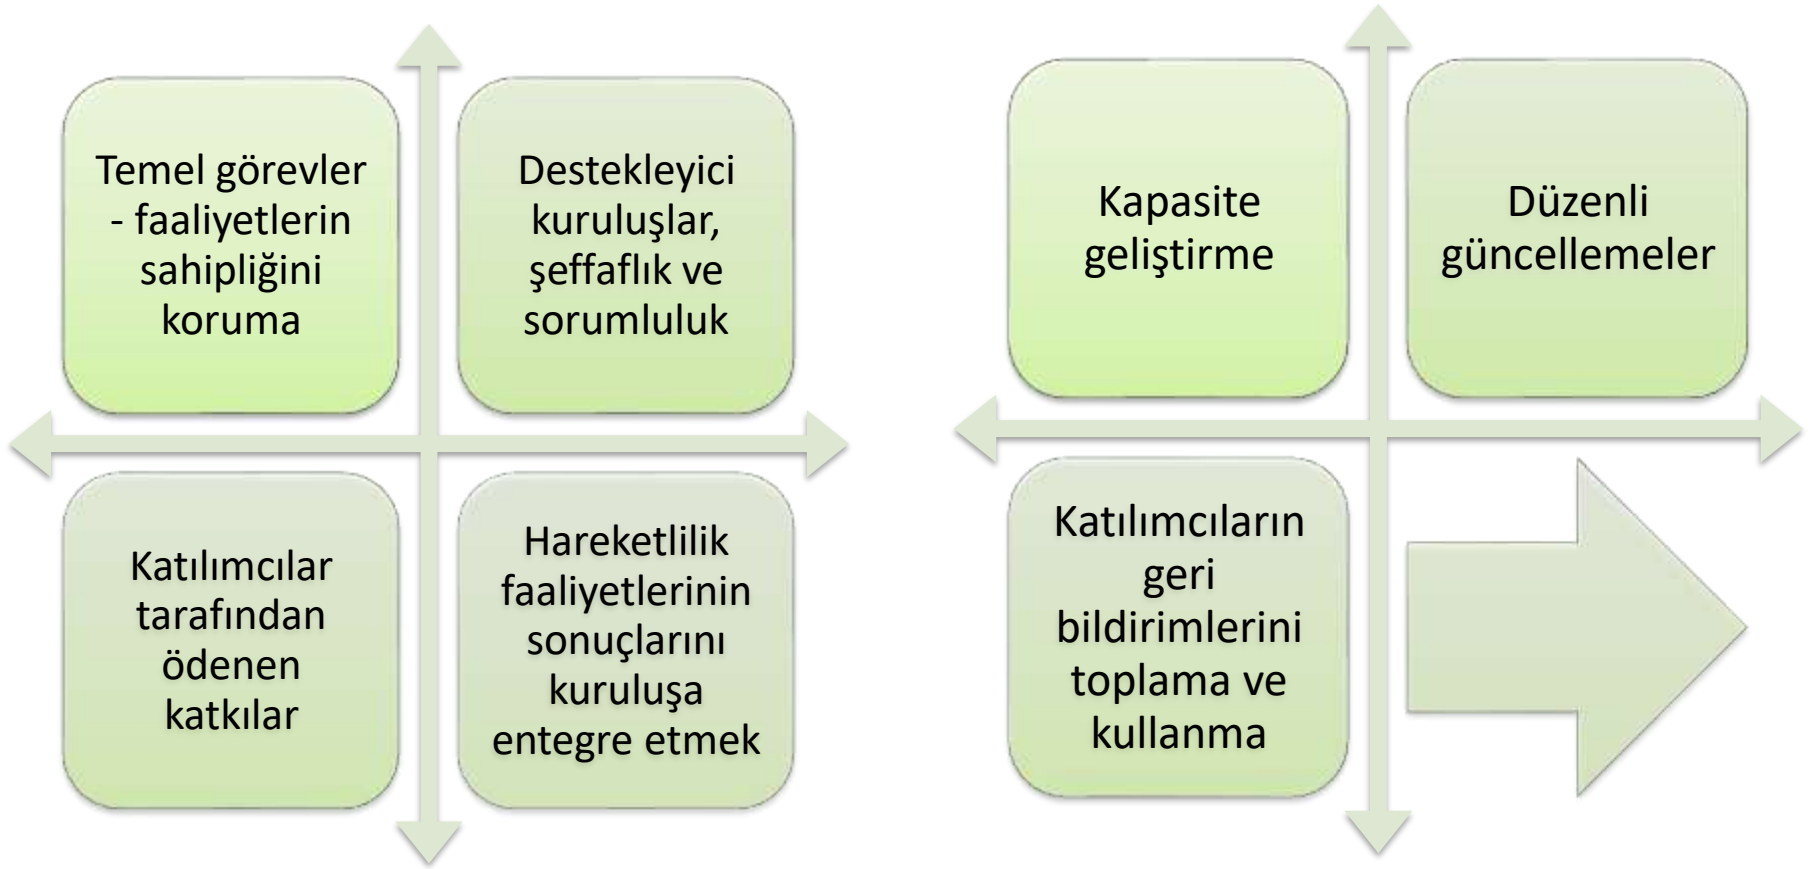 Temel görevler
- faaliyetlerin
sahipliğini
koruma
Destekleyici
kuruluşlar,
şeffaflık ve
sorumluluk
Katılımcılar
tarafından
ödenen
katkılar
Hareketlilik
faaliyetlerinin
sonuçlarını
kuruluşa
entegre etmek
Kapasite
geliştirme
Düzenli
güncellemeler
Katılımcıların
geri
bildirimlerini
toplama ve
kullanma